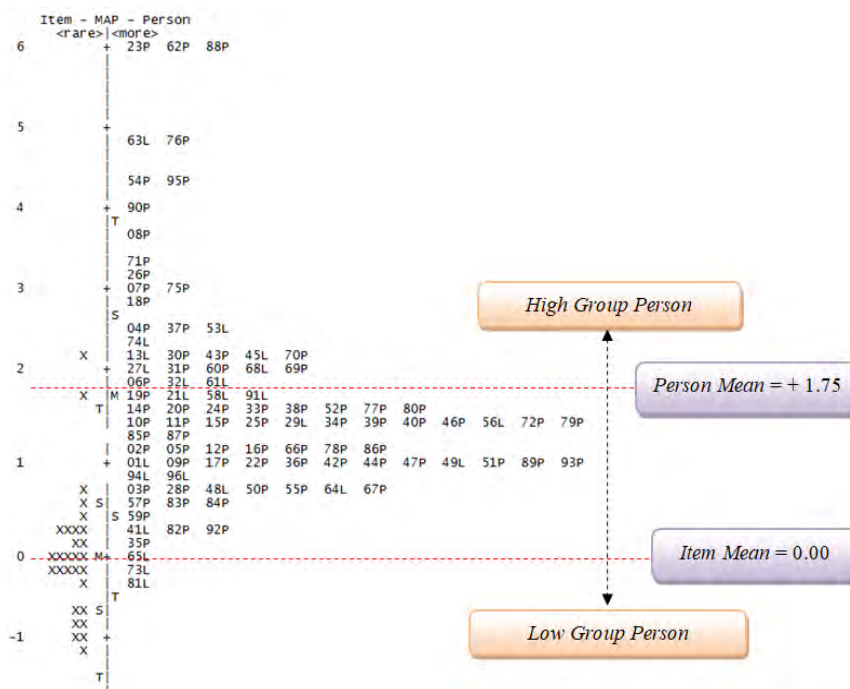 Item - MAP - Person
<rare>|<more>
6 + 23P 62P 88P
5 +
63L 76P
54P 95P
4 + 90P
|T
08P
71P
26P
3 + 07P 75P
18P
|S
04P 37P 53L
74L
X | 13L 30P 43P 45L 70P
2 + 27L 31P 60P 68L 69P
06P 32L 61L
X |M 19P 21L 58L 91L
T| 14P 20P 24P 33P 38P 52P 77P 80P
| 10P 11P 15P 25P 29L 34P 39P 40P 46P 56L 72P 79P
85P 87P
| 02P 05P 12P 16P 66P 78P 86P
1 + 01L 09P 17P 22P 36P 42P 44P 47P 49L 51P 89P 93P
94L 96L
X | 03P 28P 48L 50P 55P 64L 67P
X S| 57P 83P 84P
X |S 59P
XXXX | 41L 82P 92P
XX | 35P
0 XXXXX M+ 65L
XXXXX | 73L
X | 81L
|T
XX S|
XX |
-1 XX +
X |
T|
High Group Person
Person Mean = + 1.75
Item Mean = 0.00
Low Group Person